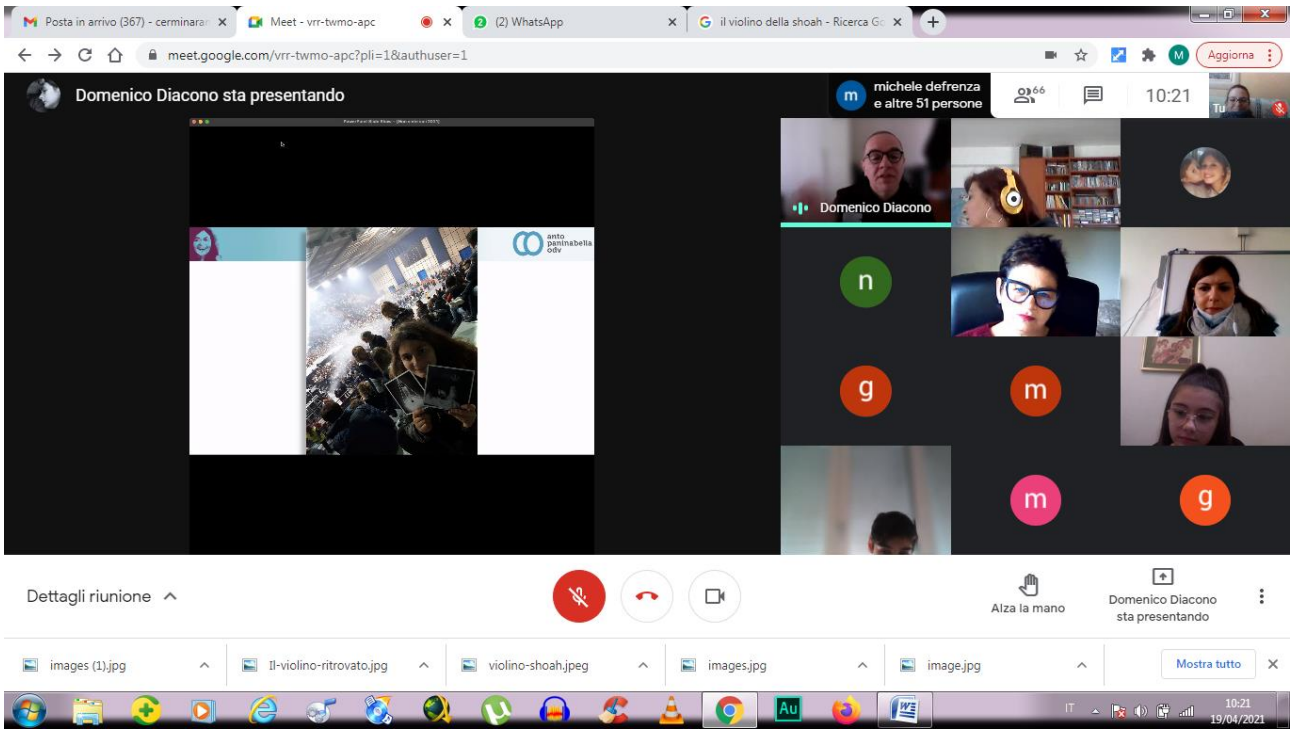 Posta in arrivo (367) - cerminarar
Meet - vrr-twmo-apc
(2) WhatsApp
il violino della shoah - Ricerca Go
meet.google.com/vrr-twmo-apc?pli=1&authuser=1
M
Aggiorna
Domenico Diacono sta presentando
m
michele defrenza
e altre 51 persone
66
10:21
Tu
anto
paninabella
odv
Domenico Diacono
n
g
m
m
g
Dettagli riunione
Alza la mano
Domenico Diacono
sta presentando
images (1).jpg
Il-violino-ritrovato.jpg
violino-shoah.jpeg
images.jpg
image.jpg
Mostra tutto
Au
IT
10:21
19/04/2021